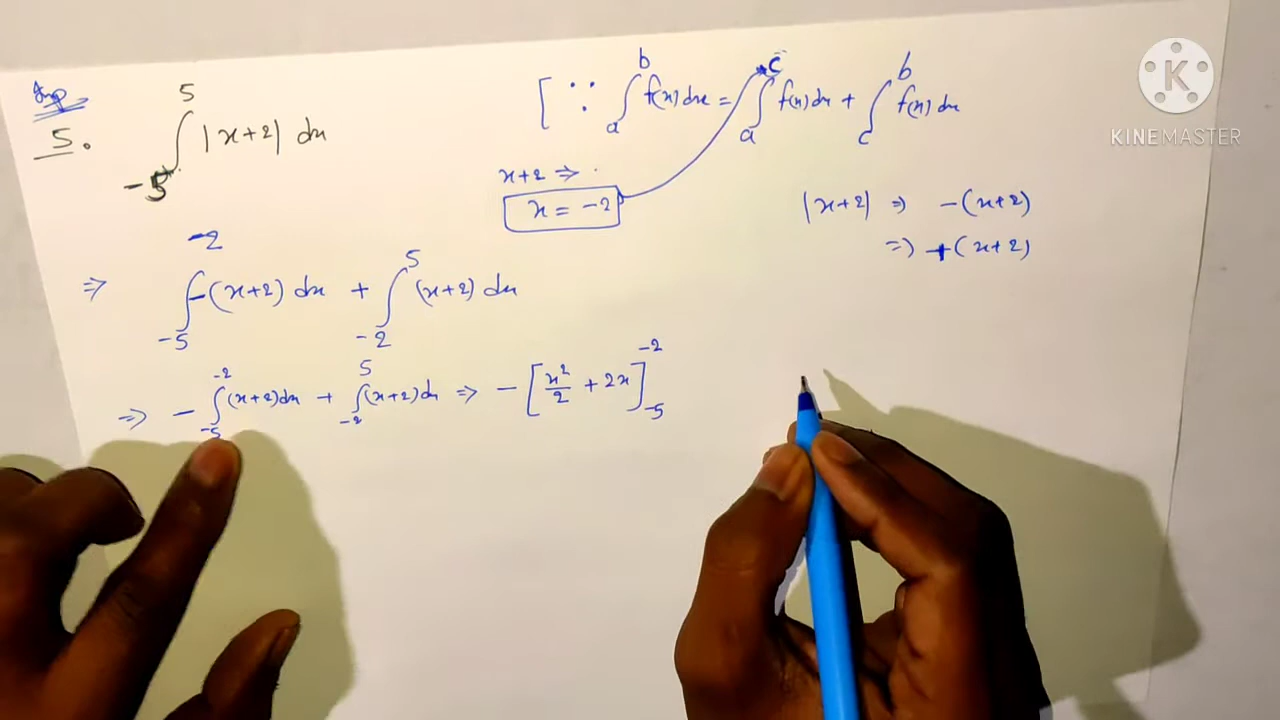 Imp
5. ∫_{-5}^{5} |x+2| dx
[ ∵ ∫_a^b f(x)dx = ∫_a^c f(x)dx + ∫_c^b f(x)dx
x+2 ⇒
x = -2
|x+2| ⇒ -(x+2)
⇒ +(x+2)
⇒ ∫_{-5}^{-2} -(x+2) dx + ∫_{-2}^{5} (x+2) dx
⇒ - ∫_{-5}^{-2} (x+2)dx + ∫_{-2}^{5} (x+2)dx ⇒ - [x²/2 + 2x]_{-5}^{-2}
K
KINEMASTER